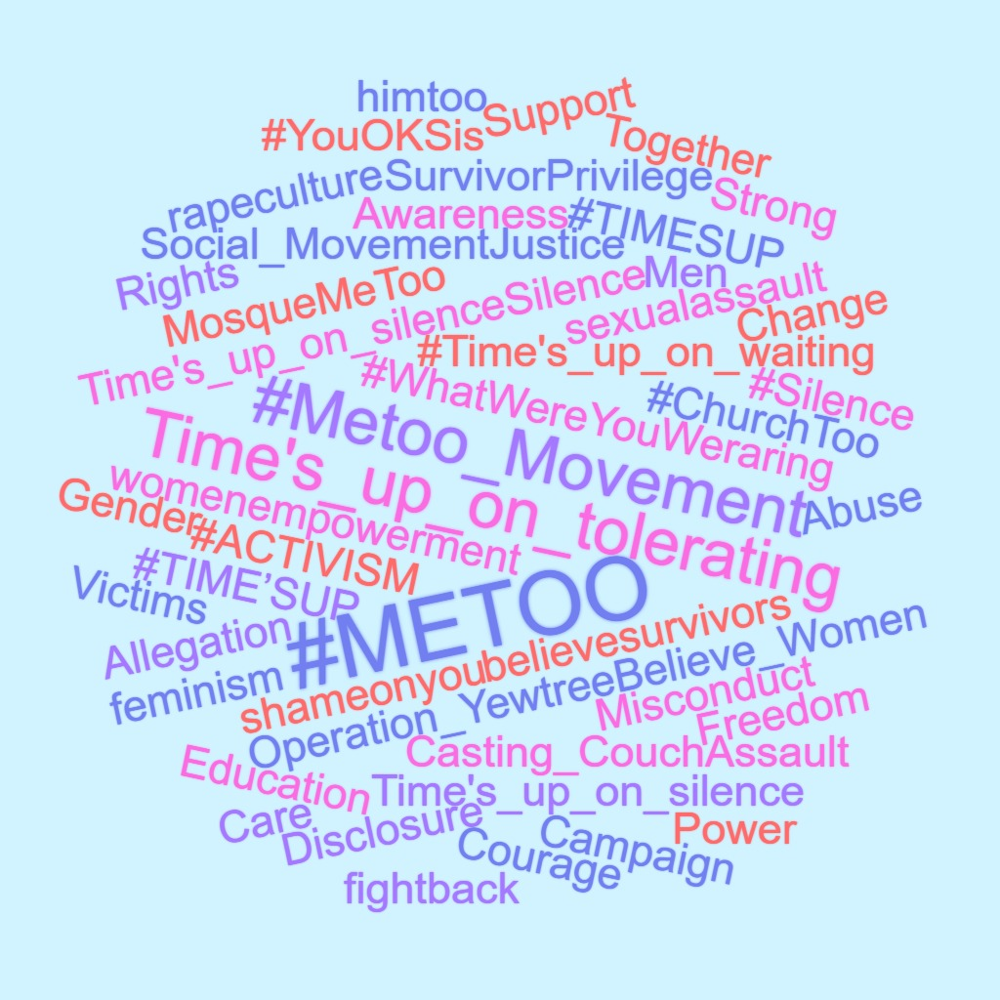 himtoo
Support
#YouOKSis
Together
rapeculture
SurvivorPrivilege
Strong
Awareness
#TIMESUP
Social_Movement
Justice
Rights
Men
MosqueMeToo
Silence
sexualassault
Change
Time's_up_on_silence
#Time's_up_on_waiting
#WhatWereYouWeraring
#Silence
#ChurchToo
#Metoo_Movement
Time's_up_on_tolerating
womenempowerment
Abuse
Gender
#ACTIVISM
#TIME’SUP
Victims
#METOO
Allegation
believesurvivors
shameonyou
feminism
Believe_Women
Operation_Yewtree
Misconduct
Freedom
Casting_Couch
Assault
Education
Time's_up_on_silence
Care
Disclosure
Power
Courage
Campaign
fightback